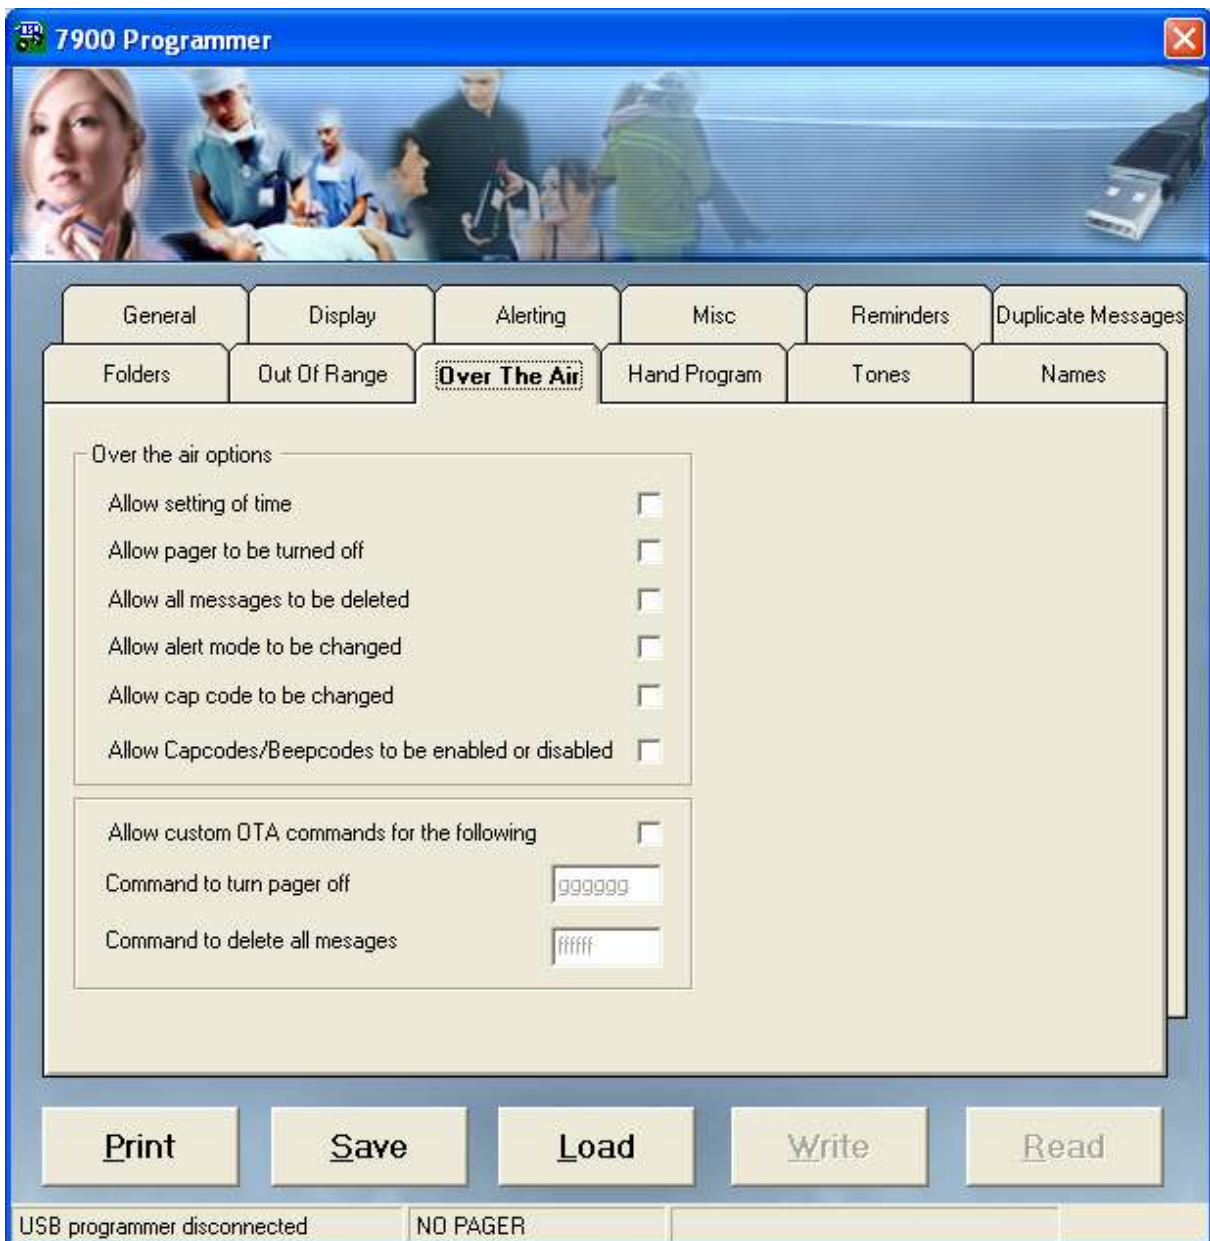 7900 Programmer
General Display Alerting Misc Reminders Duplicate Messages
Folders Out Of Range Over The Air Hand Program Tones Names
Over the air options
Allow setting of time
Allow pager to be turned off
Allow all messages to be deleted
Allow alert mode to be changed
Allow cap code to be changed
Allow Capcodes/Beepcodes to be enabled or disabled
Allow custom OTA commands for the following
Command to turn pager off gggggg
Command to delete all mesages ffffff
Print Save Load Write Read
USB programmer disconnected NO PAGER